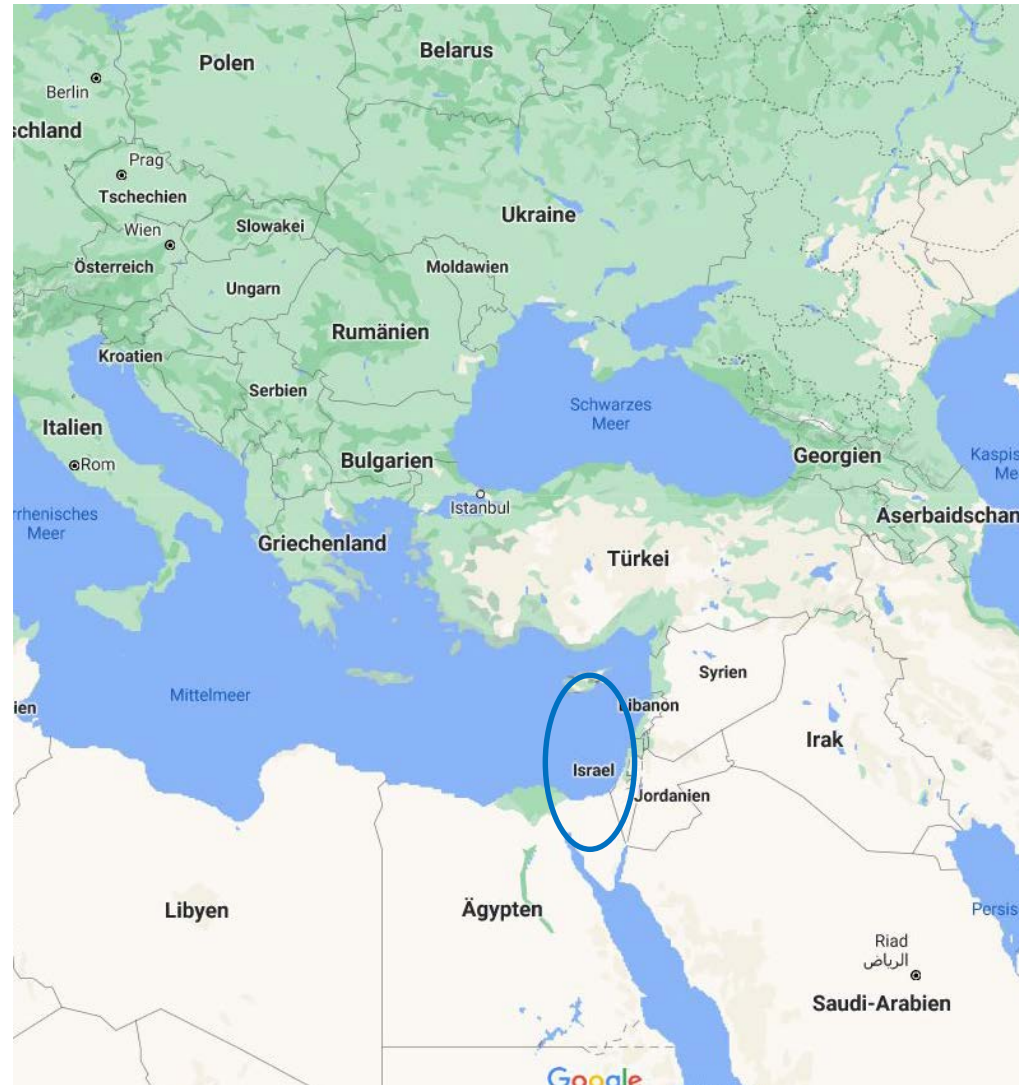 Belarus
Polen
Berlin
schland
Prag
Tschechien
Ukraine
Slowakei
Wien
Österreich
Moldawien
Ungarn
Rumänien
Kroatien
Serbien
Schwarzes
Meer
Italien
Rom
Bulgarien
Georgien
Kaspis
Me
Istanbul
rrhenisches
Meer
Aserbaidschan
Griechenland
Türkei
Syrien
Mittelmeer
Libanon
ien
Irak
Israel
Jordanien
Libyen
Ägypten
Persis
Riad
الرياض
Saudi-Arabien
Google